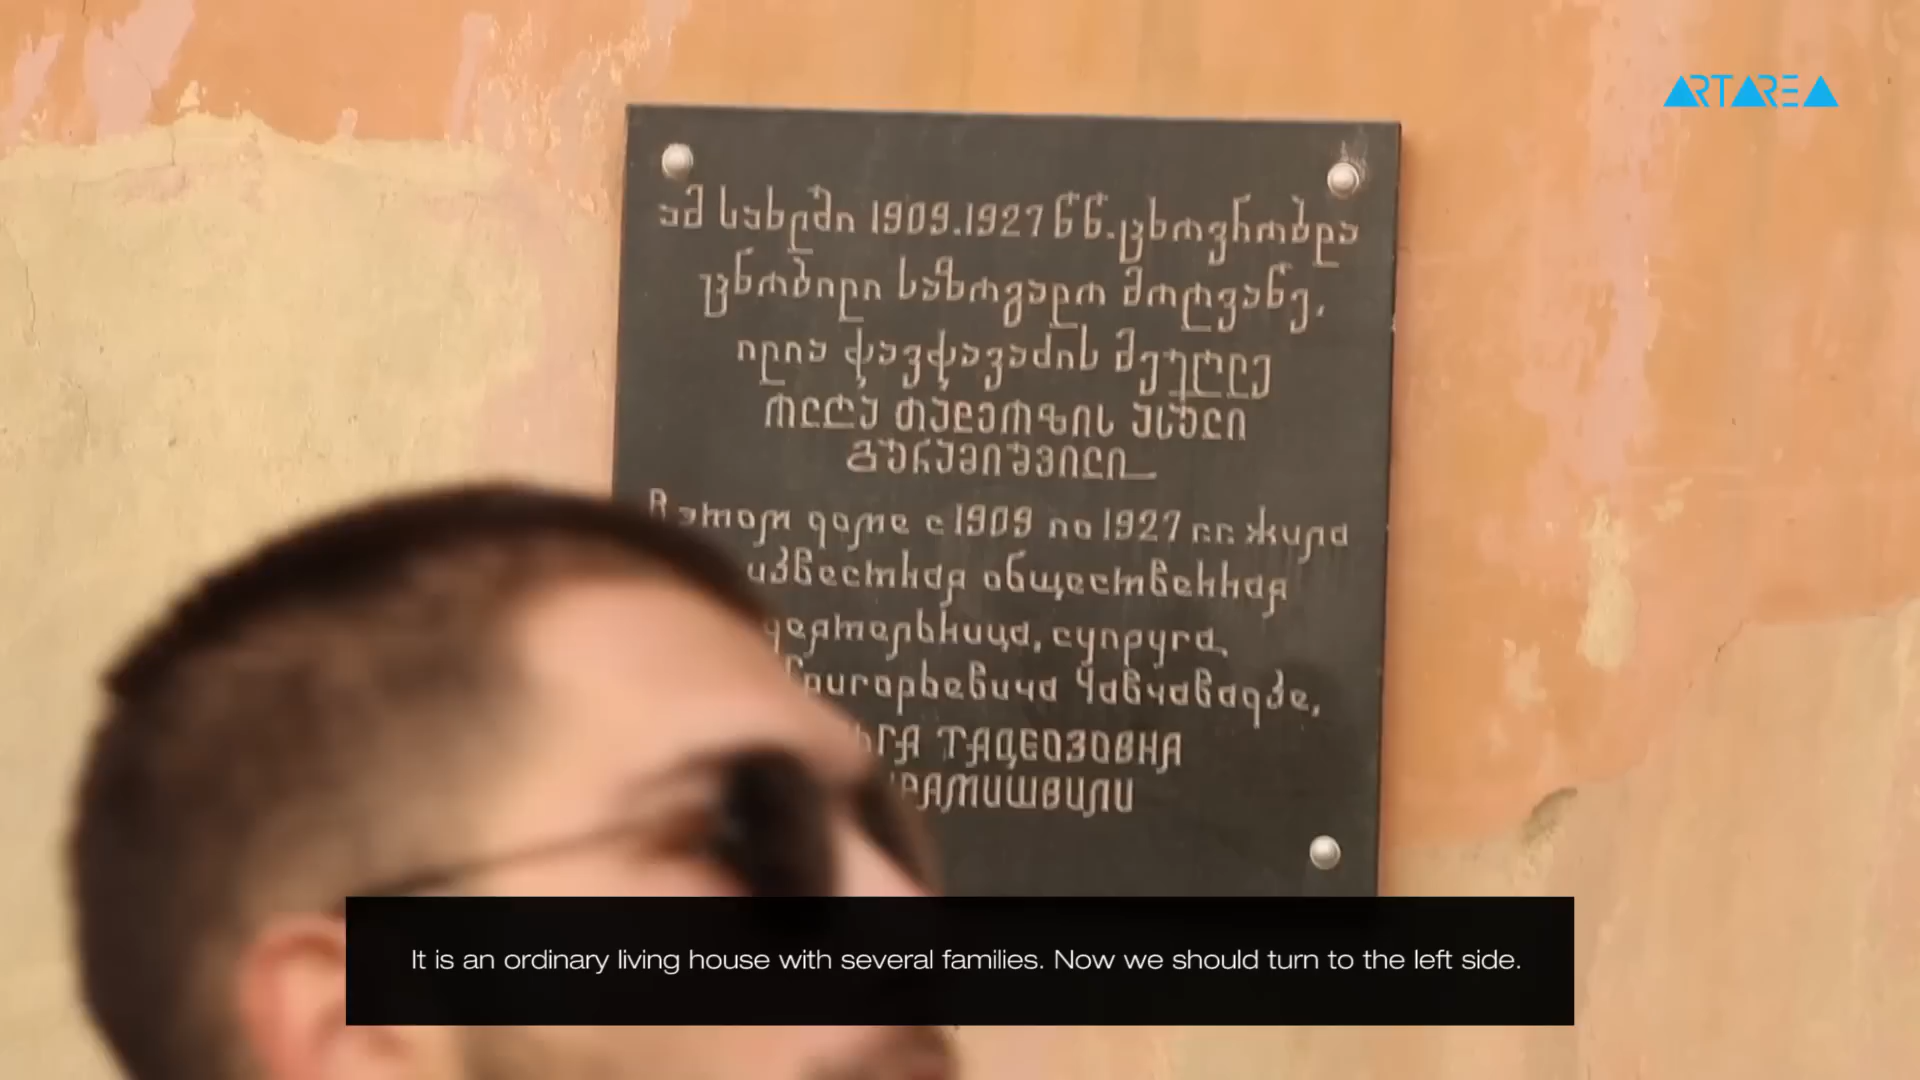 ARTAREA
ამ სახლში 1909.1927 წწ. ცხოვრობდა
ცნობილი საზოგადო მოღვაწე,
ილია ჭავჭავაძის მეუღლე
ოლღა თადეოზის ასული
გურამიშვილი
В этом доме с 1909 по 1927 г.г. жила
известная общественная
деятельница, супруга
Григорьевича Чавчавадзе,
ТАДЕОЗОВНА
It is an ordinary living house with several families. Now we should turn to the left side.